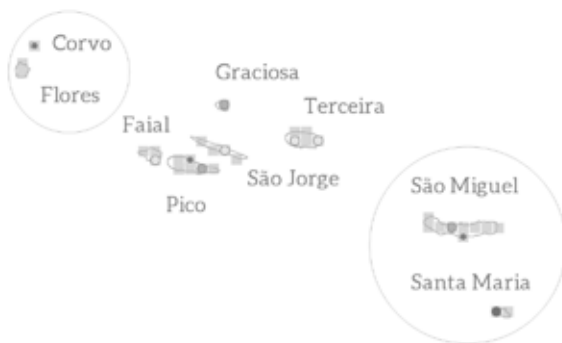 Corvo
Flores
Graciosa
Terceira
Faial
São Jorge
Pico
São Miguel
Santa Maria